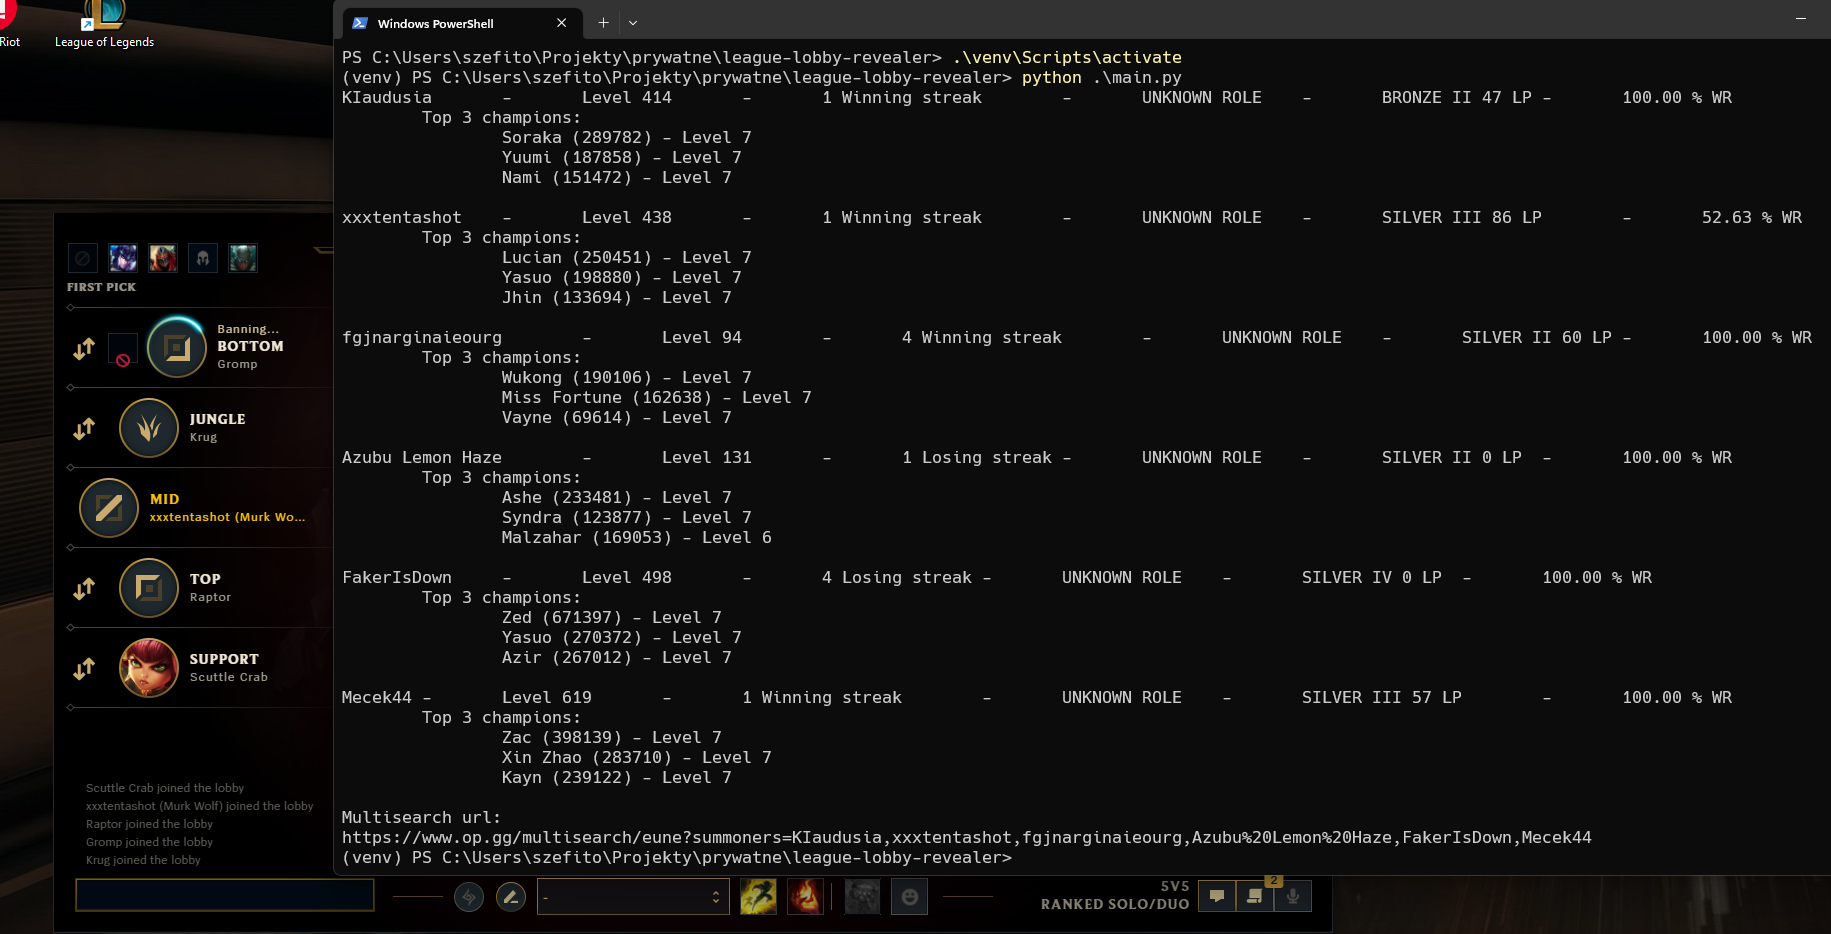 Riot
League of Legends
Windows PowerShell
PS C:\Users\szefito\Projekty\prywatne\league-lobby-revealer> .\venv\Scripts\activate
(venv) PS C:\Users\szefito\Projekty\prywatne\league-lobby-revealer> python .\main.py
KIaudusia - Level 414 - 1 Winning streak - UNKNOWN ROLE - BRONZE II 47 LP - 100.00 % WR
Top 3 champions:
Soraka (289782) - Level 7
Yuumi (187858) - Level 7
Nami (151472) - Level 7
xxxtentashot - Level 438 - 1 Winning streak - UNKNOWN ROLE - SILVER III 86 LP - 52.63 % WR
Top 3 champions:
Lucian (250451) - Level 7
Yasuo (198880) - Level 7
Jhin (133694) - Level 7
fgjnarginaieourg - Level 94 - 4 Winning streak - UNKNOWN ROLE - SILVER II 60 LP - 100.00 % WR
Top 3 champions:
Wukong (190106) - Level 7
Miss Fortune (162638) - Level 7
Vayne (69614) - Level 7
Azubu Lemon Haze - Level 131 - 1 Losing streak - UNKNOWN ROLE - SILVER II 0 LP - 100.00 % WR
Top 3 champions:
Ashe (233481) - Level 7
Syndra (123877) - Level 7
Malzahar (169053) - Level 6
FakerIsDown - Level 498 - 4 Losing streak - UNKNOWN ROLE - SILVER IV 0 LP - 100.00 % WR
Top 3 champions:
Zed (671397) - Level 7
Yasuo (270372) - Level 7
Azir (267012) - Level 7
Mecek44 - Level 619 - 1 Winning streak - UNKNOWN ROLE - SILVER III 57 LP - 100.00 % WR
Top 3 champions:
Zac (398139) - Level 7
Xin Zhao (283710) - Level 7
Kayn (239122) - Level 7
Multisearch url:
https://www.op.gg/multisearch/eune?summoners=KIaudusia,xxxtentashot,fgjnarginaieourg,Azubu%20Lemon%20Haze,FakerIsDown,Mecek44
(venv) PS C:\Users\szefito\Projekty\prywatne\league-lobby-revealer>
FIRST PICK
Banning...
BOTTOM
Gromp
JUNGLE
Krug
MID
xxxtentashot (Murk Wo...
TOP
Raptor
SUPPORT
Scuttle Crab
Scuttle Crab joined the lobby
xxxtentashot (Murk Wolf) joined the lobby
Raptor joined the lobby
Gromp joined the lobby
Krug joined the lobby
-
5V5
RANKED SOLO/DUO
2